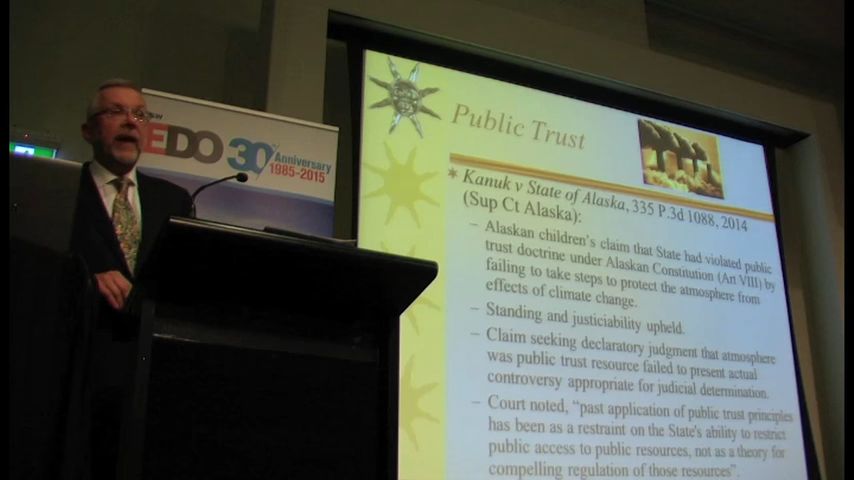 NSW
EDO 30
Anniversary
1985-2015
Public Trust
Kanuk v State of Alaska, 335 P.3d 1088, 2014
(Sup Ct Alaska):
– Alaskan children's claim that State had violated public
trust doctrine under Alaskan Constitution (Art VIII) by
failing to take steps to protect the atmosphere from
effects of climate change.
– Standing and justiciability upheld.
– Claim seeking declaratory judgment that atmosphere
was public trust resource failed to present actual
controversy appropriate for judicial determination.
– Court noted, "past application of public trust principles
has been as a restraint on the State's ability to restrict
public access to public resources, not as a theory for
compelling regulation of those resources".